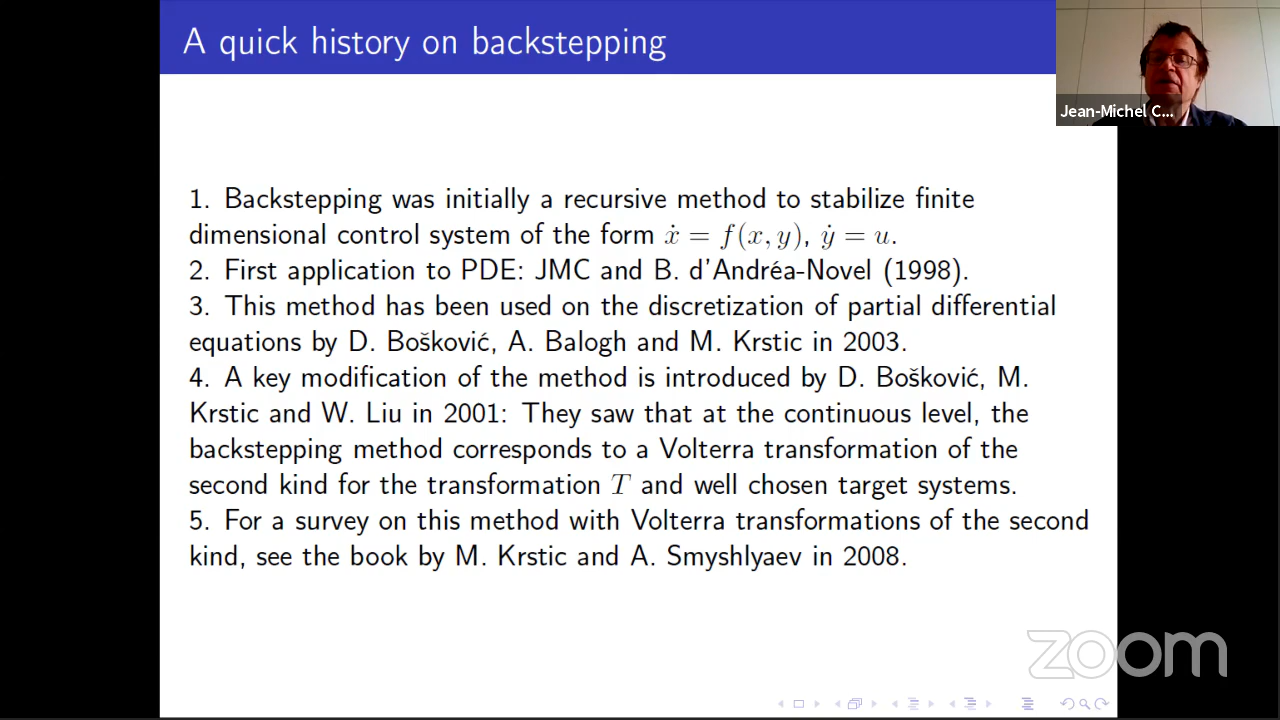 A quick history on backstepping
Jean-Michel C...
1. Backstepping was initially a recursive method to stabilize finite
dimensional control system of the form ẋ = f(x, y), ẏ = u.
2. First application to PDE: JMC and B. d'Andréa-Novel (1998).
3. This method has been used on the discretization of partial differential
equations by D. Bošković, A. Balogh and M. Krstic in 2003.
4. A key modification of the method is introduced by D. Bošković, M.
Krstic and W. Liu in 2001: They saw that at the continuous level, the
backstepping method corresponds to a Volterra transformation of the
second kind for the transformation T and well chosen target systems.
5. For a survey on this method with Volterra transformations of the second
kind, see the book by M. Krstic and A. Smyshlyaev in 2008.
zoom